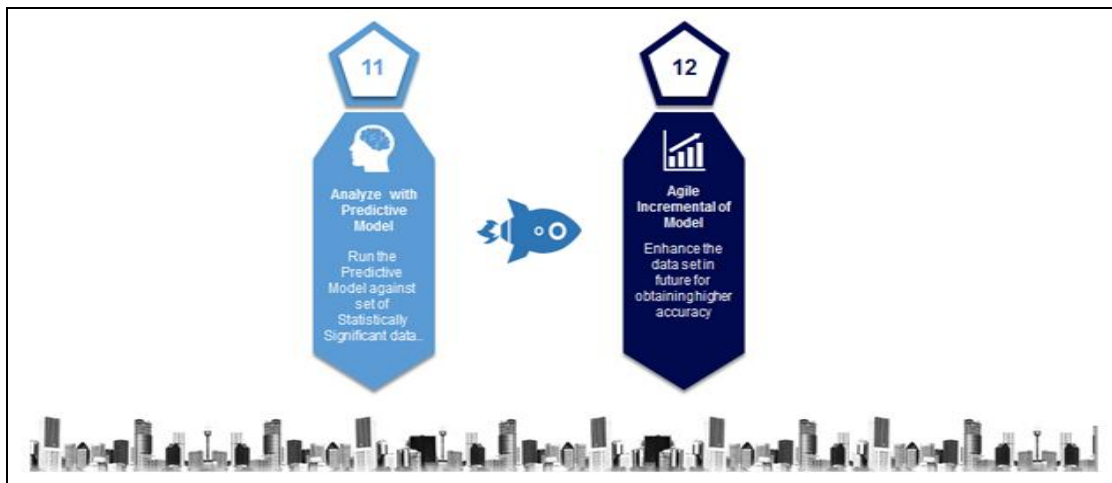 11
Analyze with
Predictive
Model
Run the
Predictive
Model against
set of
Statistically
Significant data..
12
Agile
Incremental of
Model
Enhance the
data set in
future for
obtaining higher
accuracy